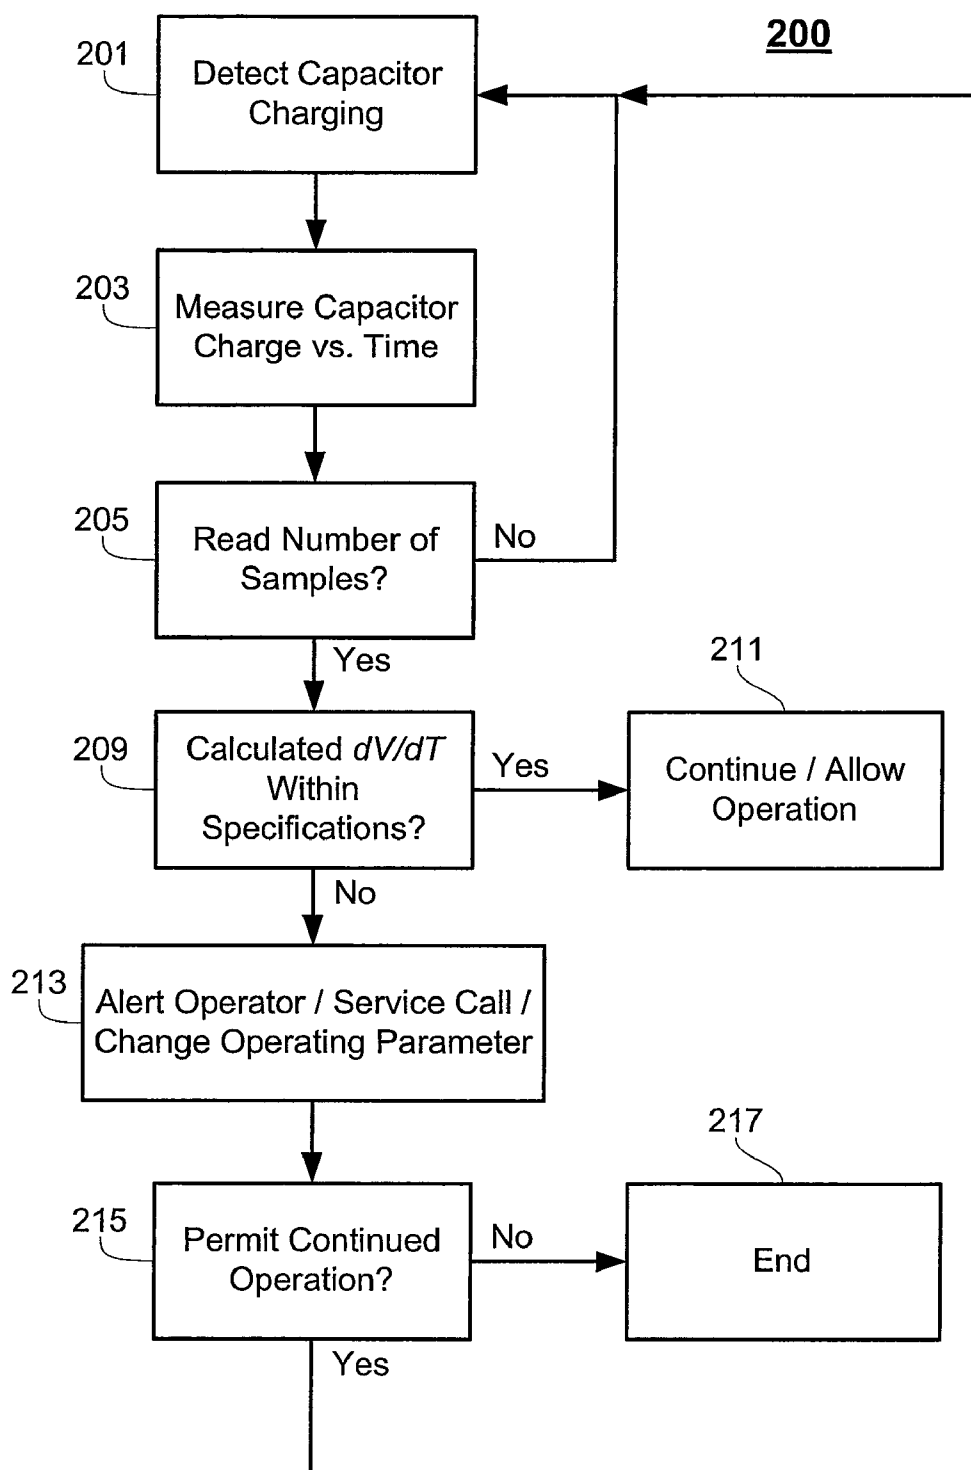 200
201
Detect Capacitor
Charging
203
Measure Capacitor
Charge vs. Time
205
Read Number of
Samples?
No
Yes
209
Calculated dV/dT
Within
Specifications?
Yes
211
Continue / Allow
Operation
No
213
Alert Operator / Service Call /
Change Operating Parameter
215
Permit Continued
Operation?
No
217
End
Yes